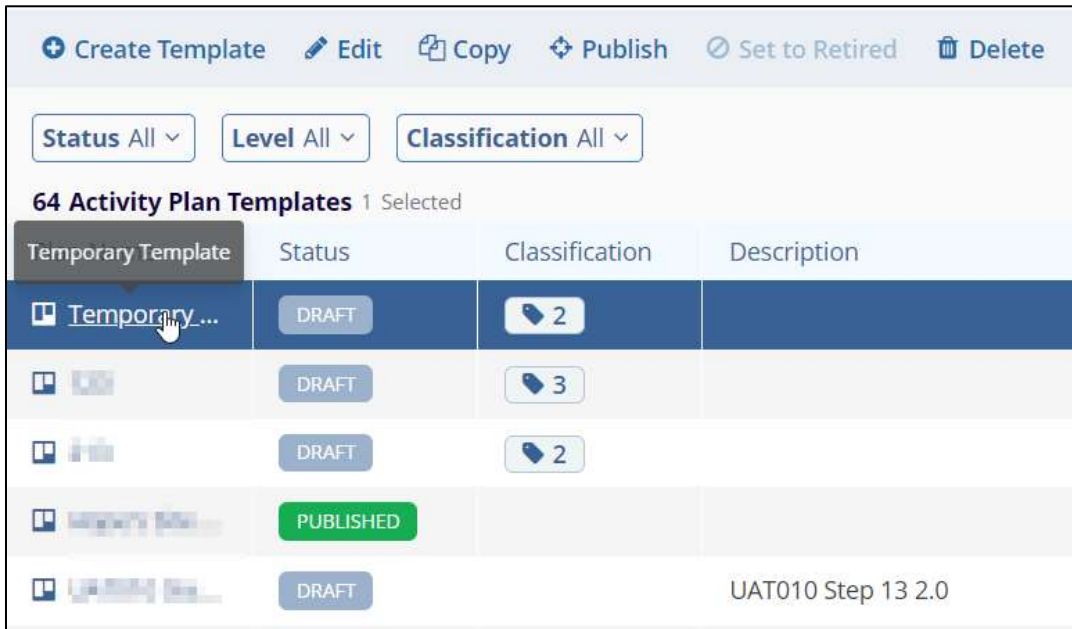 Create Template Edit Copy Publish Set to Retired Delete
Status All Level All Classification All
64 Activity Plan Templates 1 Selected
Temporary Template Status Classification Description
Temporary ... DRAFT 2
DRAFT 3
DRAFT 2
PUBLISHED
DRAFT UAT010 Step 13 2.0